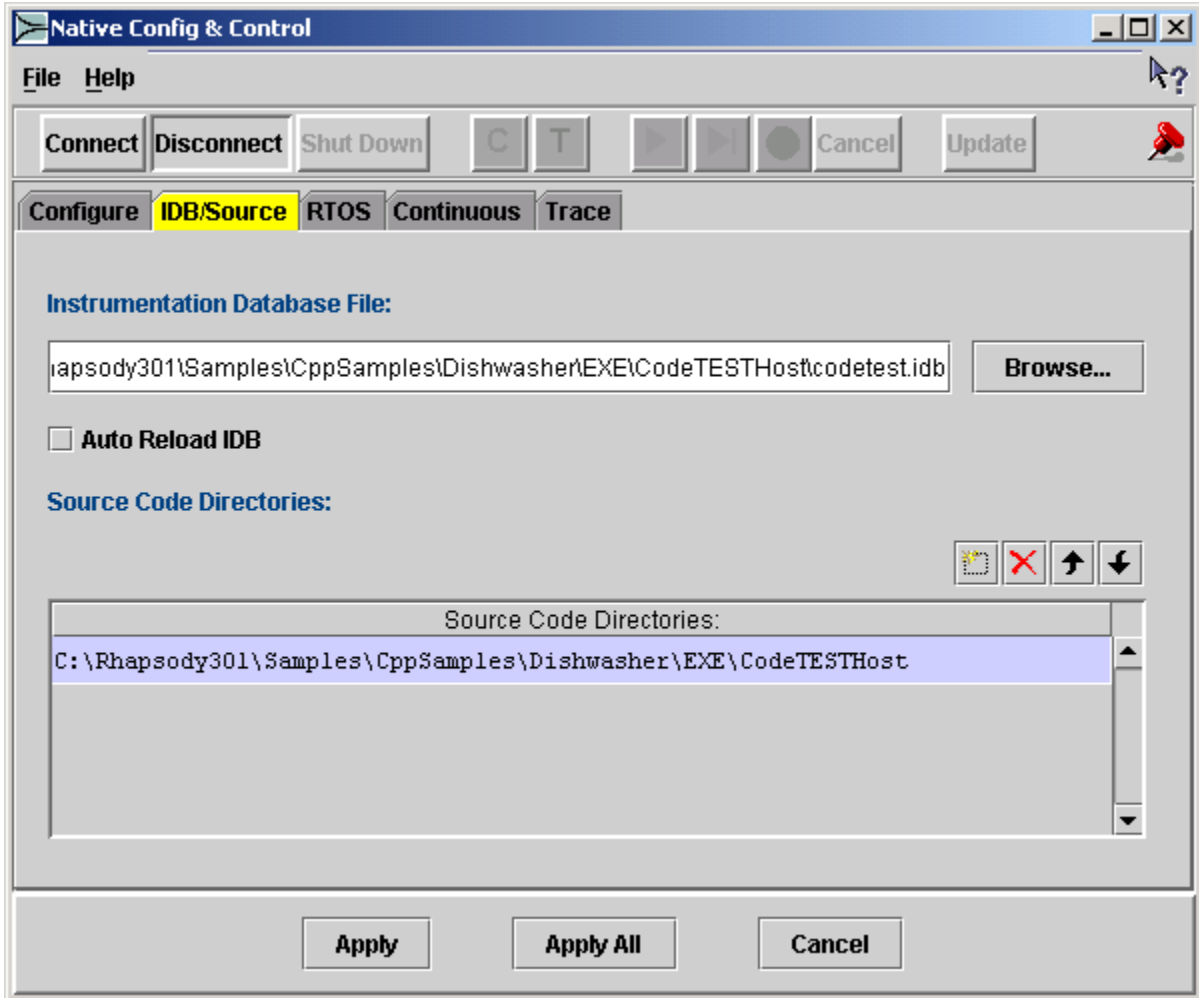 Native Config & Control
File Help
Connect Disconnect Shut Down C T Cancel Update
Configure IDB/Source RTOS Continuous Trace
Instrumentation Database File:
apsody301\Samples\CppSamples\Dishwasher\EXE\CodeTESTHost\codetest.idb Browse...
Auto Reload IDB
Source Code Directories:
Source Code Directories:
C:\Rhapsody301\Samples\CppSamples\Dishwasher\EXE\CodeTESTHost
Apply Apply All Cancel